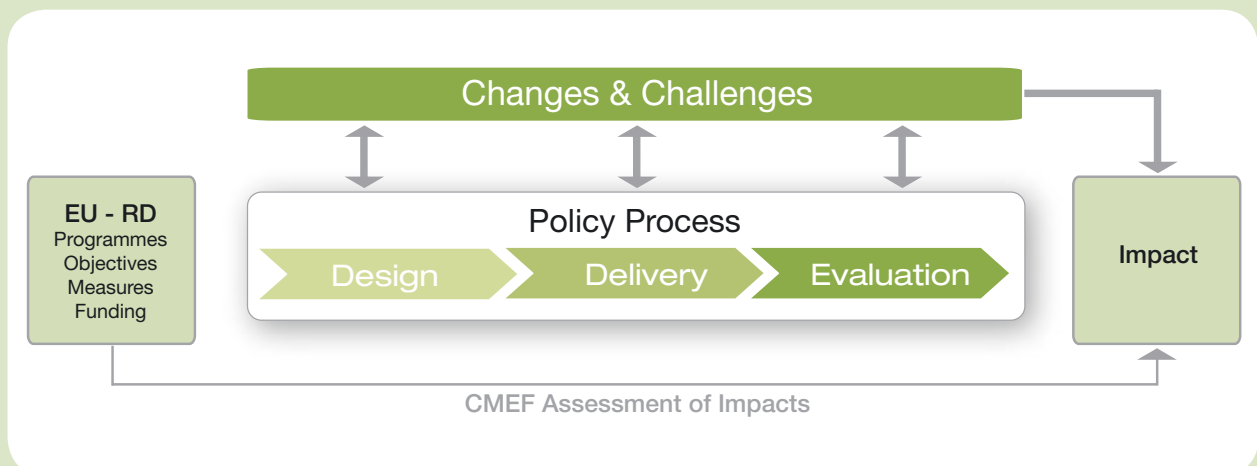 Changes & Challenges
EU - RD
Programmes
Objectives
Measures
Funding
Policy Process
Design
Delivery
Evaluation
Impact
CMEF Assessment of Impacts